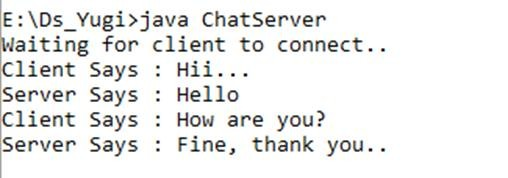 E:\Ds_Yugi>java ChatServer
Waiting for client to connect..
Client Says : Hii...
Server Says : Hello
Client Says : How are you?
Server Says : Fine, thank you..